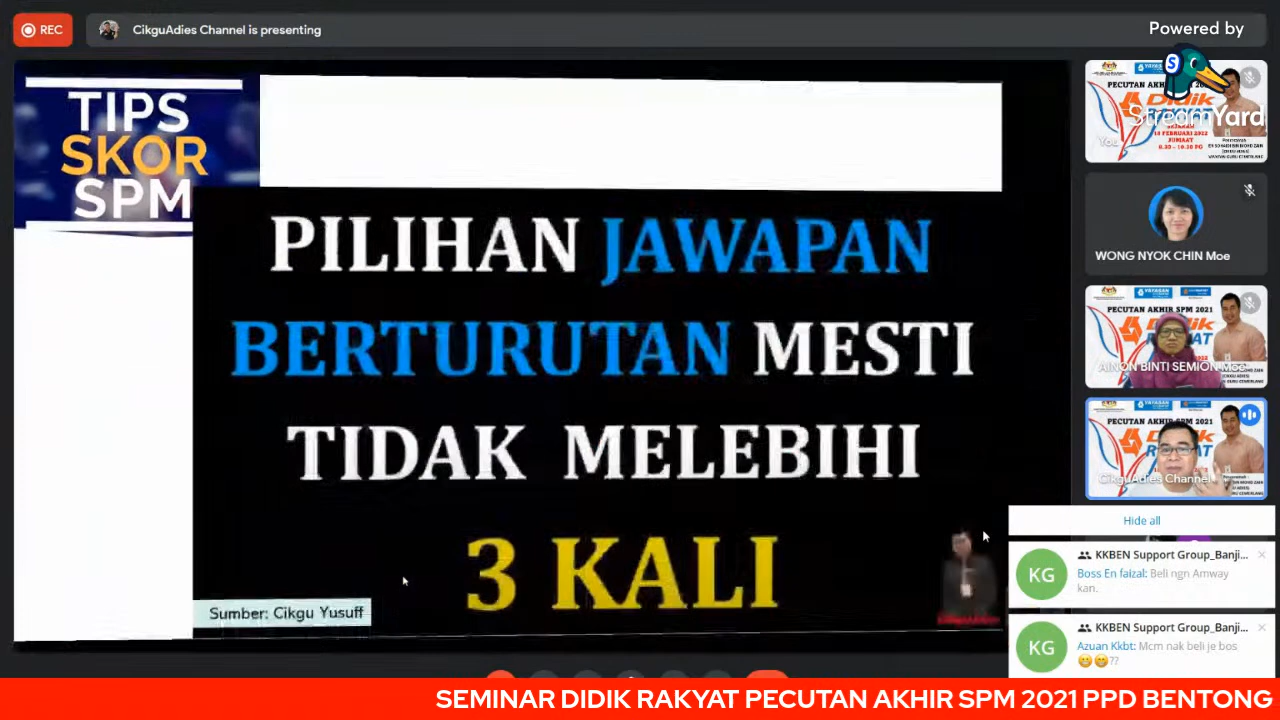 REC
CikguAdies Channel is presenting
Powered by
StreamYard
TIPS
SKOR
SPM
PILIHAN JAWAPAN
BERTURUTAN MESTI
TIDAK MELEBIHI
3 KALI
Sumber: Cikgu Yusuff
Didik
You
WONG NYOK CHIN Moe
PECUTAN AKHIR SPM 2021
AINON BINTI SEMION Moe
PECUTAN AKHIR SPM 2021
CikguAdies Channel
Hide all
KG
KKBEN Support Group_Banji...
Boss En faizal: Beli ngn Amway
kan.
KG
KKBEN Support Group_Banji...
Azuan Kkbt: Mcm nak beli je bos
😁😁??
SEMINAR DIDIK RAKYAT PECUTAN AKHIR SPM 2021 PPD BENTONG